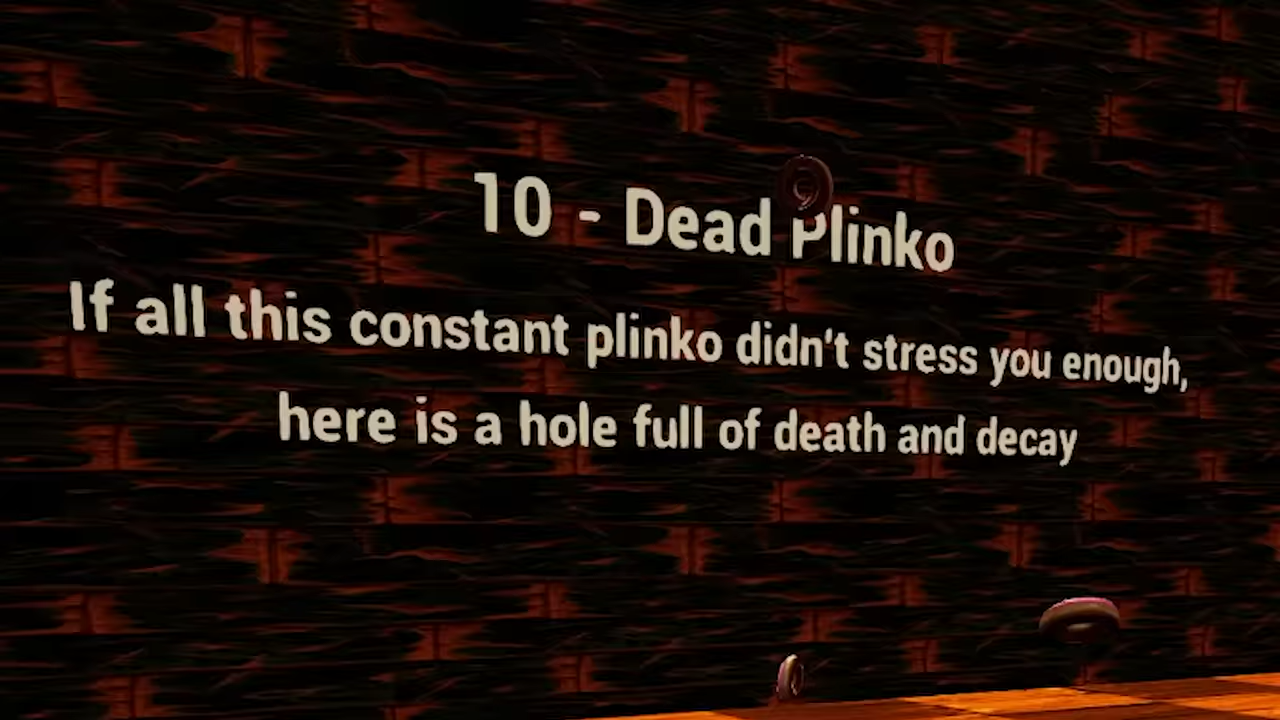 10 - Dead Plinko
If all this constant plinko didn't stress you enough,
here is a hole full of death and decay